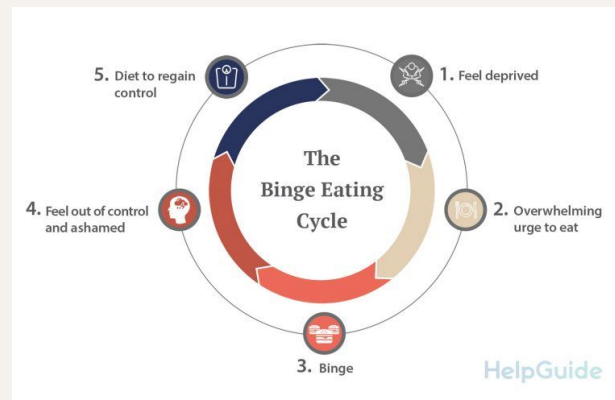 The
Binge Eating
Cycle
1. Feel deprived
2. Overwhelming
urge to eat
3. Binge
4. Feel out of control
and ashamed
5. Diet to regain
control
HelpGuide